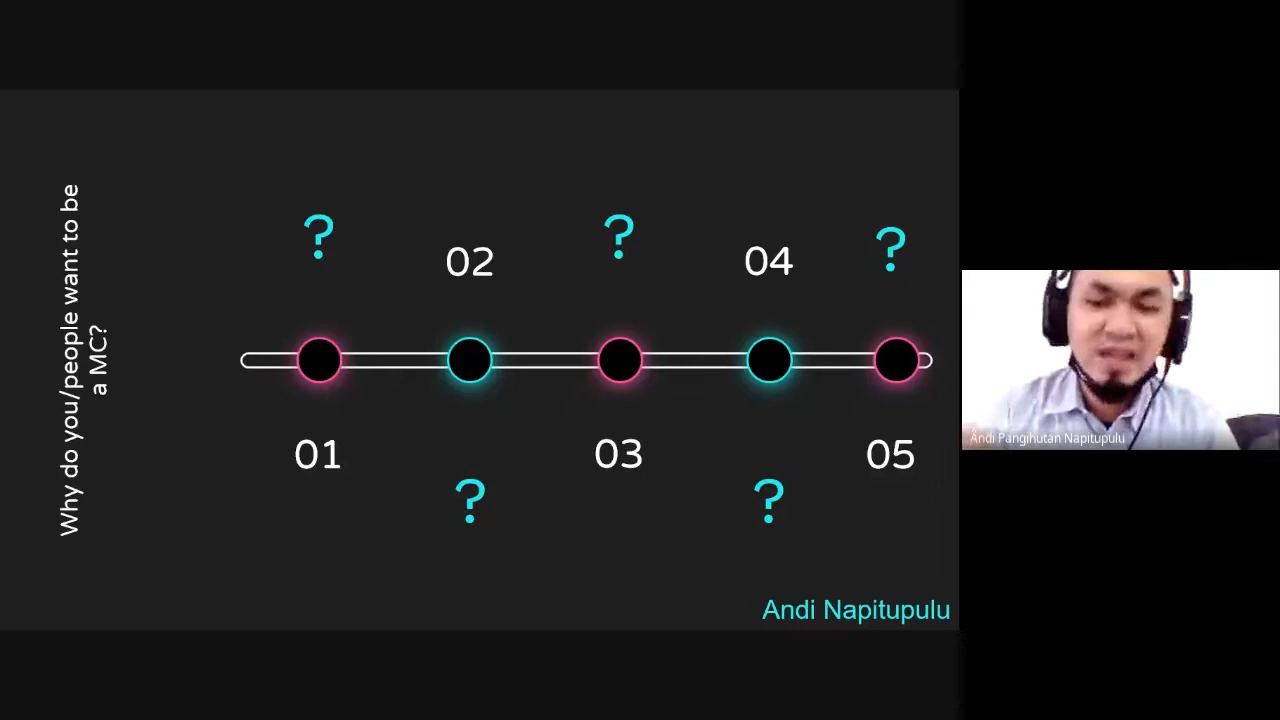 Why do you/people want to be
a MC?
?
02
?
04
?
01
03
05
?
?
Andi Napitupulu
Andi Pangihutan Napitupulu